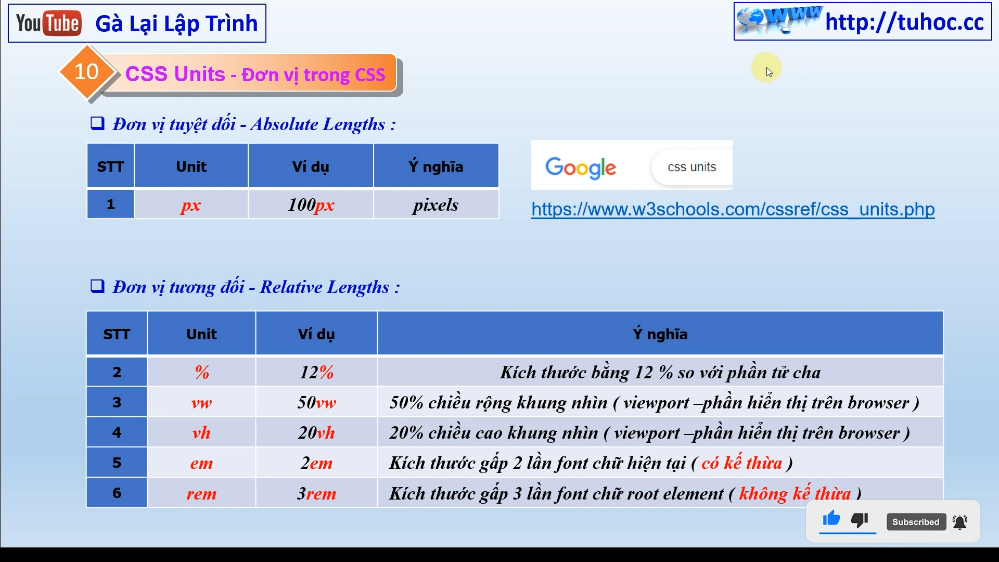 YouTube Gà Lại Lập Trình
www http://tuhoc.cc
10 CSS Units - Đơn vị trong CSS
❑ Đơn vị tuyệt đối - Absolute Lengths :
STT Unit Ví dụ Ý nghĩa
1 px 100px pixels
Google css units
https://www.w3schools.com/cssref/css_units.php
❑ Đơn vị tương đối - Relative Lengths :
STT Unit Ví dụ Ý nghĩa
2 % 12% Kích thước bằng 12 % so với phần tử cha
3 vw 50vw 50% chiều rộng khung nhìn ( viewport –phần hiển thị trên browser )
4 vh 20vh 20% chiều cao khung nhìn ( viewport –phần hiển thị trên browser )
5 em 2em Kích thước gấp 2 lần font chữ hiện tại ( có kế thừa )
6 rem 3rem Kích thước gấp 3 lần font chữ root element ( không kế thừa )
Subscribed